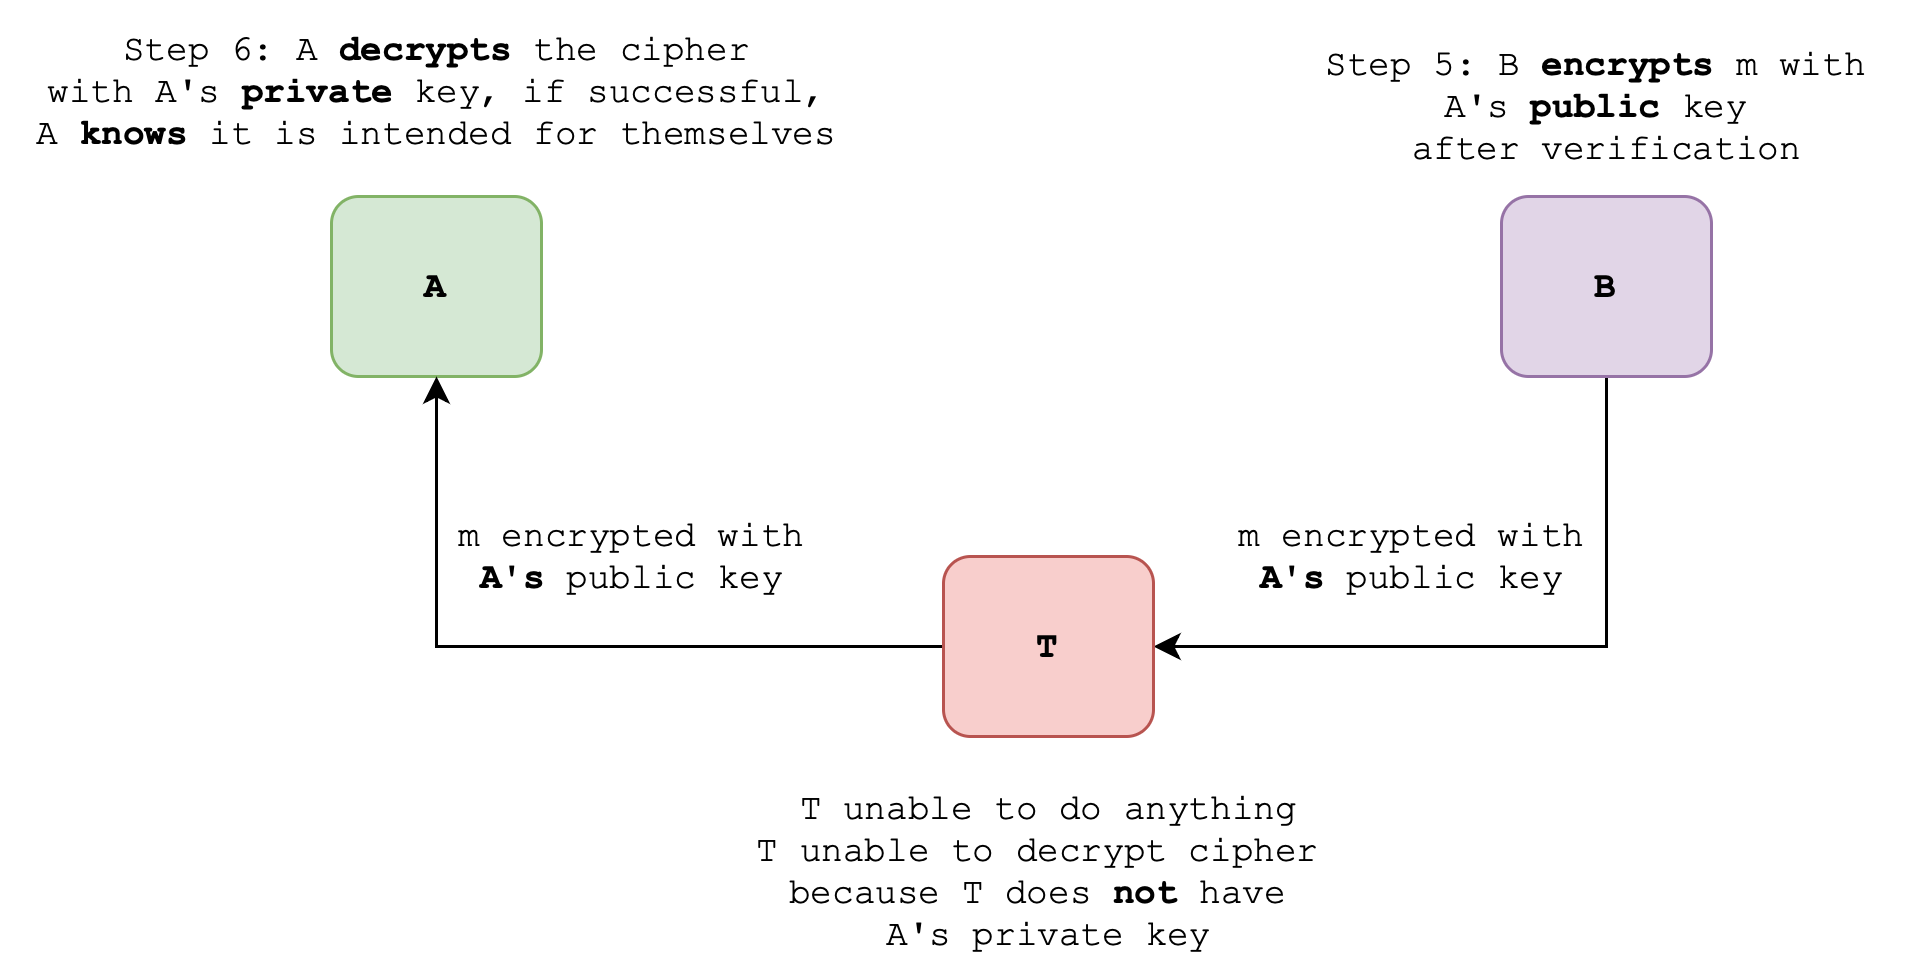 Step 6: A decrypts the cipher
with A's private key, if successful,
A knows it is intended for themselves
Step 5: B encrypts m with
A's public key
after verification
A
B
m encrypted with
A's public key
m encrypted with
A's public key
T
T unable to do anything
T unable to decrypt cipher
because T does not have
A's private key